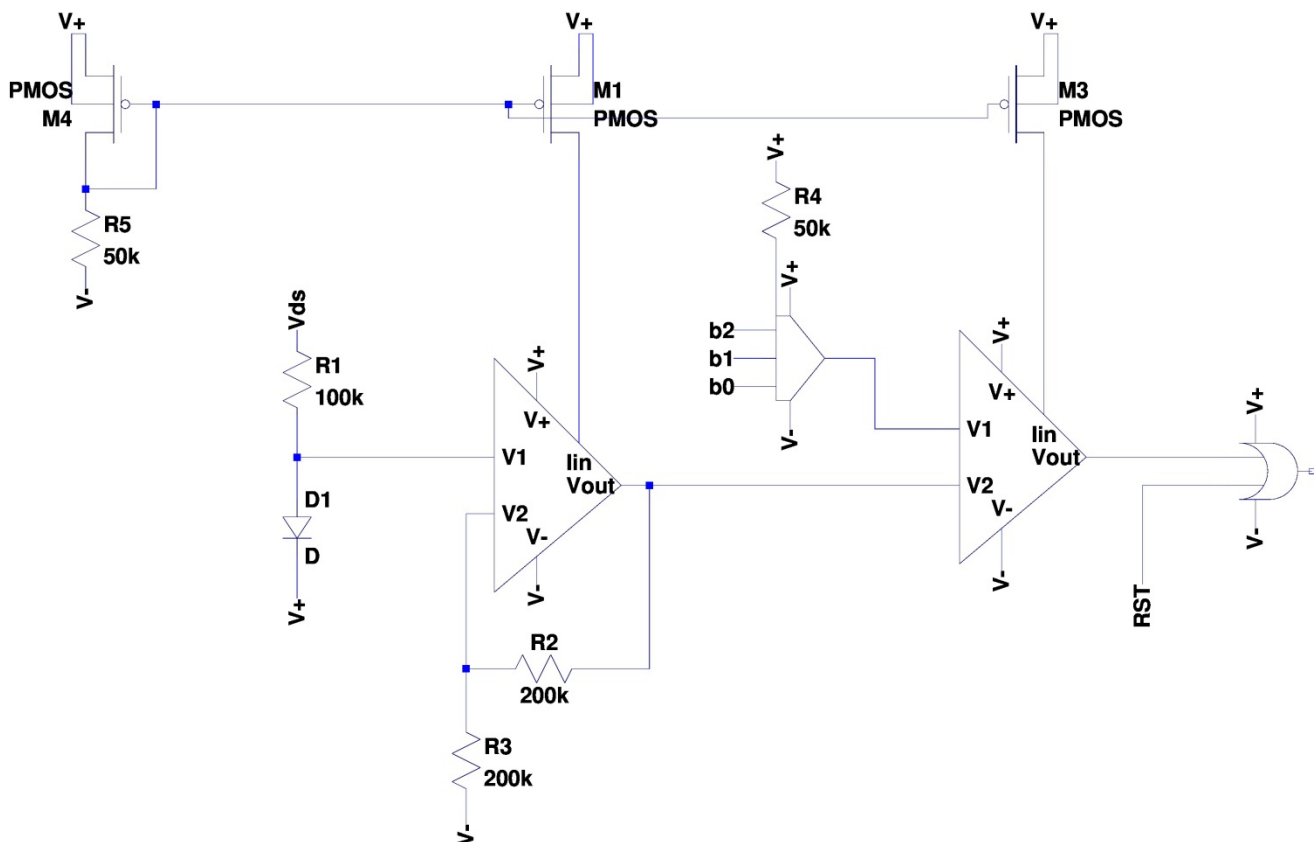 V+
V+
V+
PMOS
M4
M1
PMOS
M3
PMOS
V+
R4
50k
R5
50k
V-
Vds
R1
100k
V+
b2
b1
b0
V-
V+
V+
V1
Iin
Vout
V2
V-
V-
V+
V+
V1
Iin
Vout
V2
V-
V-
V+
V-
RST
D1
D
V+
R2
200k
R3
200k
V-